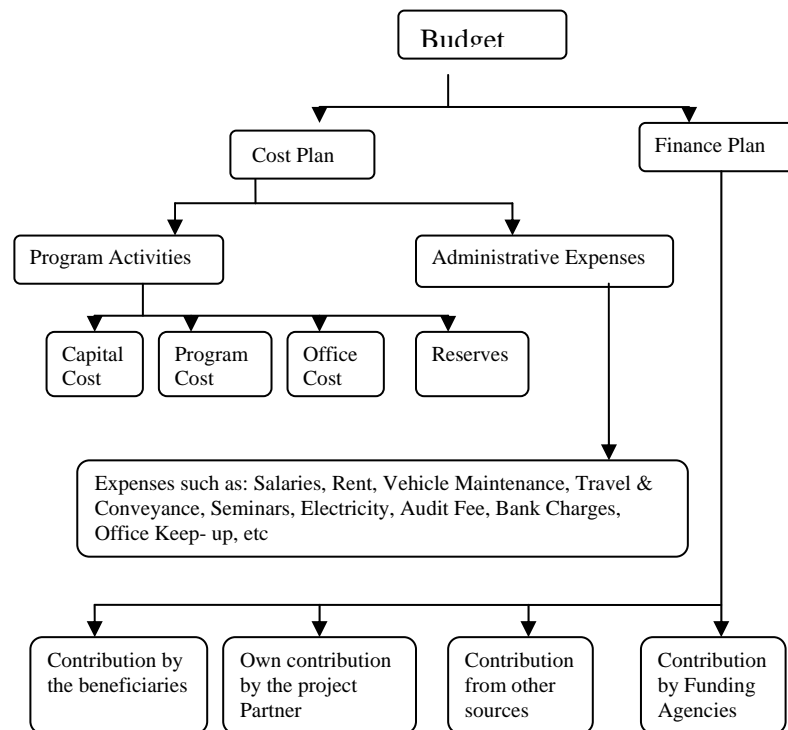 Budget
Cost Plan
Finance Plan
Program Activities
Administrative Expenses
Capital
Cost
Program
Cost
Office
Cost
Reserves
Expenses such as: Salaries, Rent, Vehicle Maintenance, Travel &
Conveyance, Seminars, Electricity, Audit Fee, Bank Charges,
Office Keep- up, etc
Contribution by
the beneficiaries
Own contribution
by the project
Partner
Contribution
from other
sources
Contribution
by Funding
Agencies